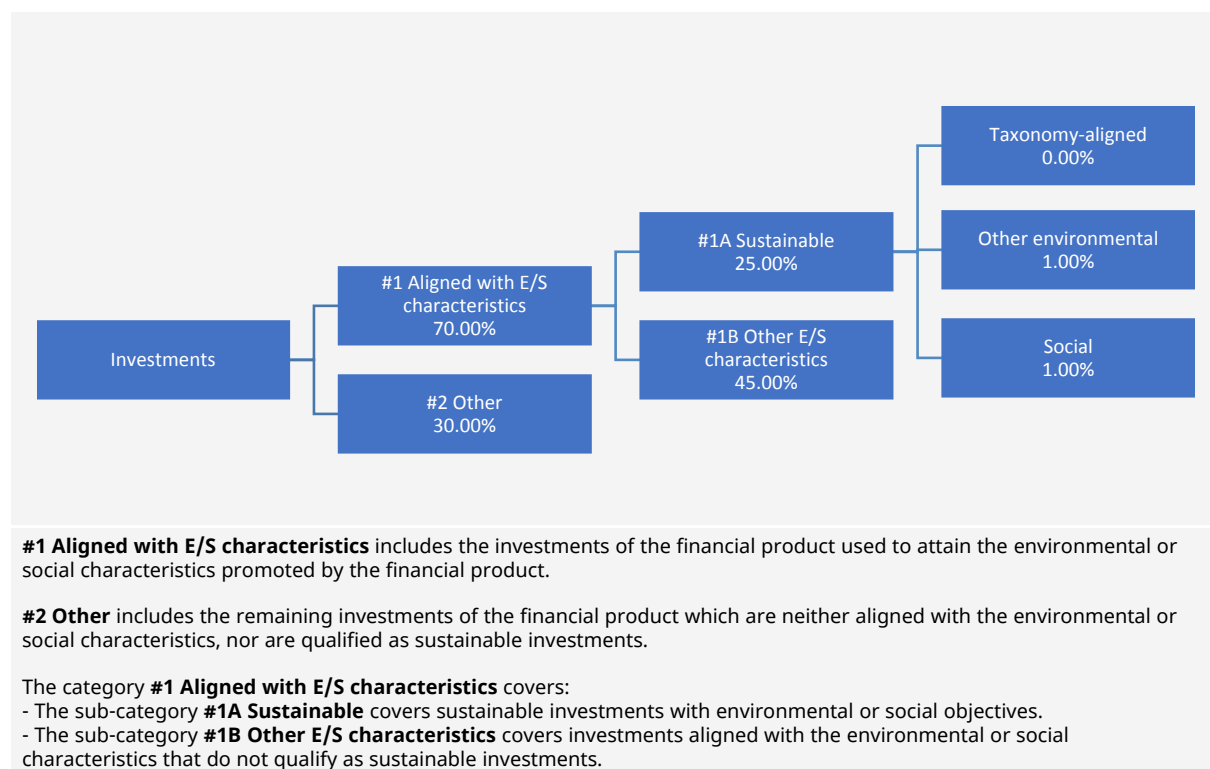 Investments
#1 Aligned with E/S
characteristics
70.00%
#2 Other
30.00%
#1A Sustainable
25.00%
#1B Other E/S
characteristics
45.00%
Taxonomy-aligned
0.00%
Other environmental
1.00%
Social
1.00%
#1 Aligned with E/S characteristics includes the investments of the financial product used to attain the environmental or
social characteristics promoted by the financial product.
#2 Other includes the remaining investments of the financial product which are neither aligned with the environmental or
social characteristics, nor are qualified as sustainable investments.
The category #1 Aligned with E/S characteristics covers:
- The sub-category #1A Sustainable covers sustainable investments with environmental or social objectives.
- The sub-category #1B Other E/S characteristics covers investments aligned with the environmental or social
characteristics that do not qualify as sustainable investments.